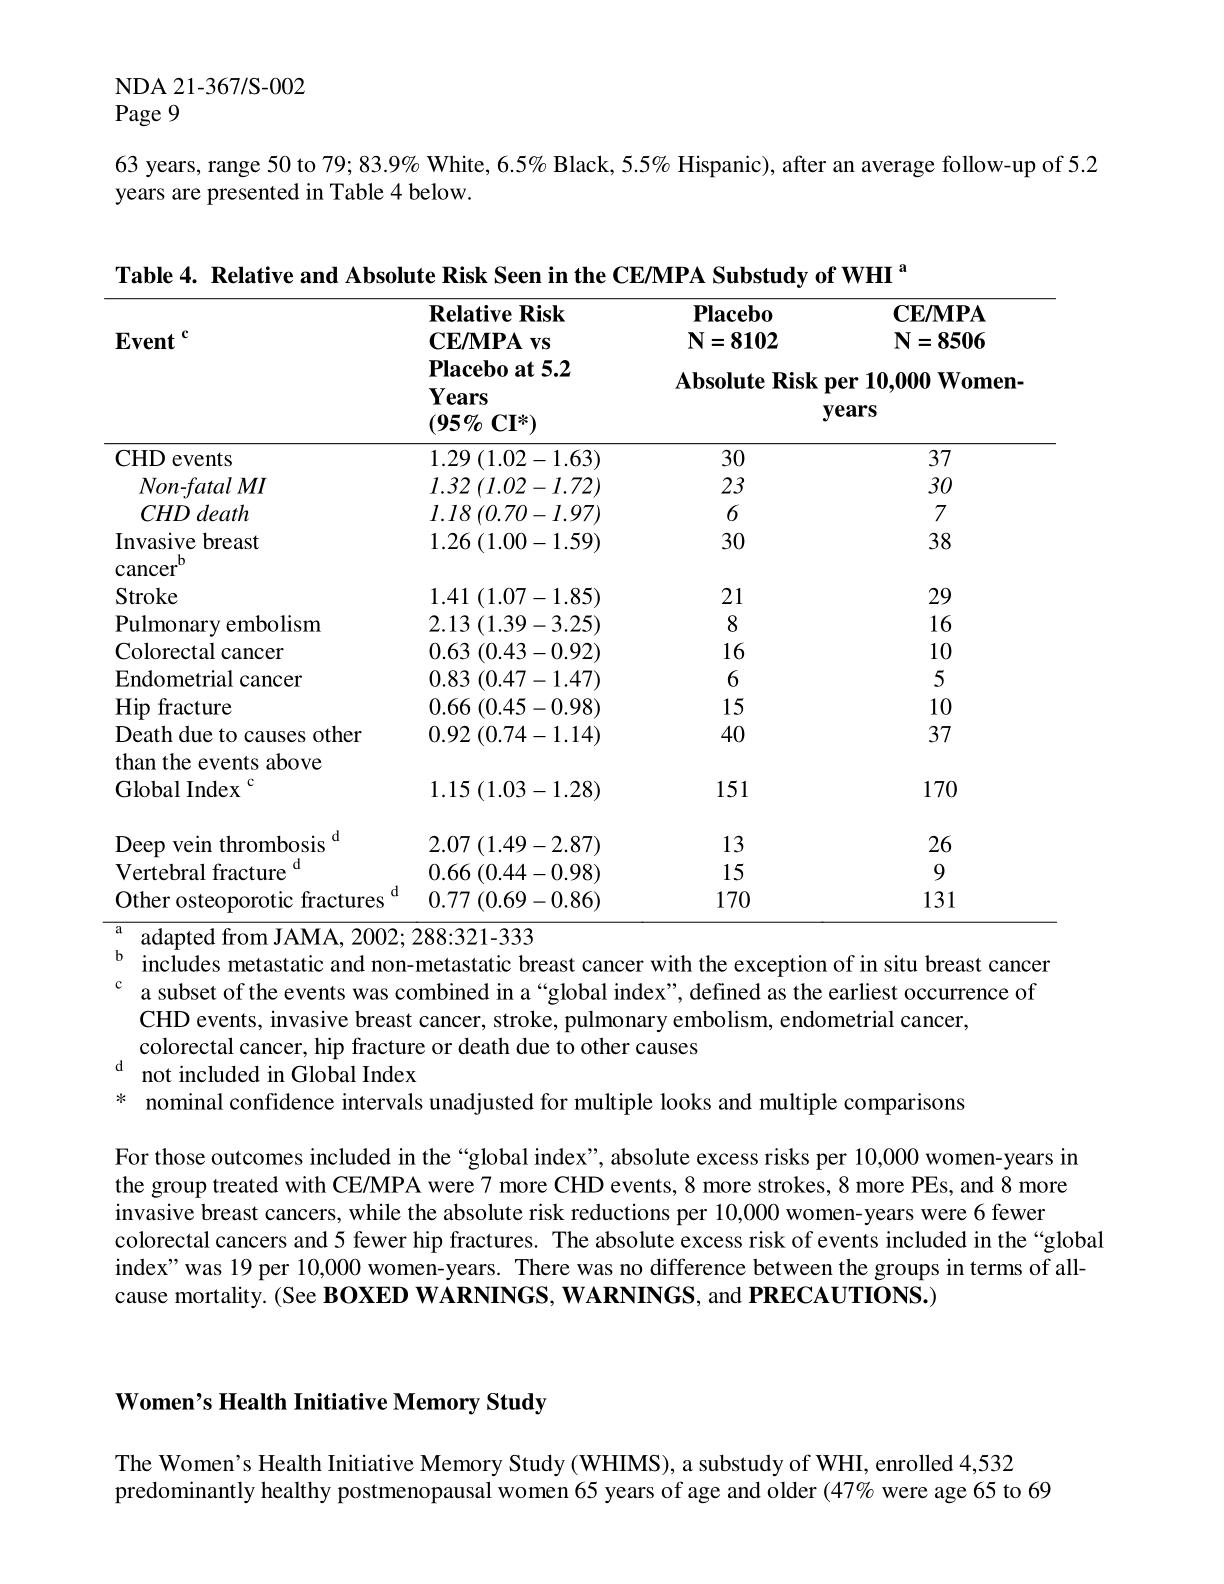 NDA 21-367/S-002
Page 9
63 years, range 50 to 79; 83.9% White, 6.5% Black, 5.5% Hispanic), after an average follow-up of 5.2
years are presented in Table 4 below.
Table 4.  Relative and Absolute Risk Seen in the CE/MPA Substudy of WHI a
Event c
Relative Risk
CE/MPA vs
Placebo at 5.2
Years
(95% CI*)
Placebo
N = 8102
CE/MPA
N = 8506
Absolute Risk per 10,000 Women-
years
CHD events 1.29 (1.02 – 1.63) 30 37
Non-fatal MI 1.32 (1.02 – 1.72) 23 30
CHD death 1.18 (0.70 – 1.97) 6 7
Invasive breast 1.26 (1.00 – 1.59) 30 38
cancer b
Stroke 1.41 (1.07 – 1.85) 21 29
Pulmonary embolism 2.13 (1.39 – 3.25) 8 16
Colorectal cancer 0.63 (0.43 – 0.92) 16 10
Endometrial cancer 0.83 (0.47 – 1.47) 6 5
Hip fracture 0.66 (0.45 – 0.98) 15 10
Death due to causes other 0.92 (0.74 – 1.14) 40 37
than the events above
Global Index c 1.15 (1.03 – 1.28) 151 170
Deep vein thrombosis d 2.07 (1.49 – 2.87) 13 26
Vertebral fracture d 0.66 (0.44 – 0.98) 15 9
Other osteoporotic fractures d 0.77 (0.69 – 0.86) 170 131
a adapted from JAMA, 2002; 288:321-333
b includes metastatic and non-metastatic breast cancer with the exception of in situ breast cancer
c a subset of the events was combined in a “global index”, defined as the earliest occurrence of
CHD events, invasive breast cancer, stroke, pulmonary embolism, endometrial cancer,
colorectal cancer, hip fracture or death due to other causes
d not included in Global Index
* nominal confidence intervals unadjusted for multiple looks and multiple comparisons
For those outcomes included in the “global index”, absolute excess risks per 10,000 women-years in
the group treated with CE/MPA were 7 more CHD events, 8 more strokes, 8 more PEs, and 8 more
invasive breast cancers, while the absolute risk reductions per 10,000 women-years were 6 fewer
colorectal cancers and 5 fewer hip fractures.  The absolute excess risk of events included in the “global
index” was 19 per 10,000 women-years.  There was no difference between the groups in terms of all-
cause mortality. (See BOXED WARNINGS, WARNINGS, and PRECAUTIONS.)
Women’s Health Initiative Memory Study
The Women’s Health Initiative Memory Study (WHIMS), a substudy of WHI, enrolled 4,532
predominantly healthy postmenopausal women 65 years of age and older (47% were age 65 to 69